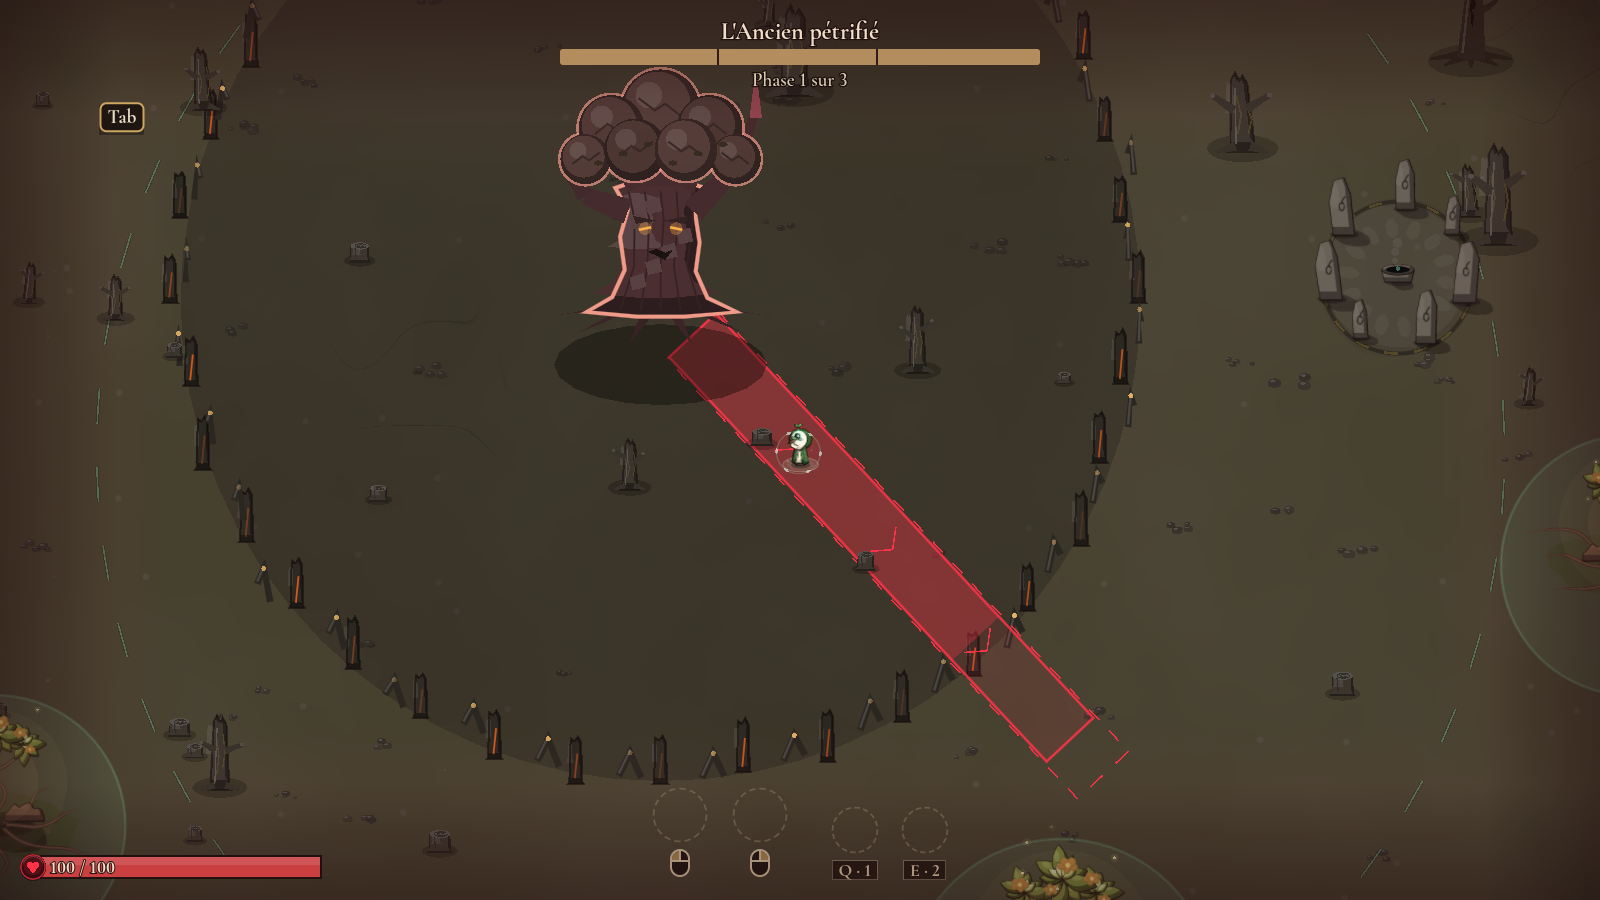 L'Ancien pétrifié
Phase 1 sur 3
Tab
100 / 100
Q · 1
E · 2